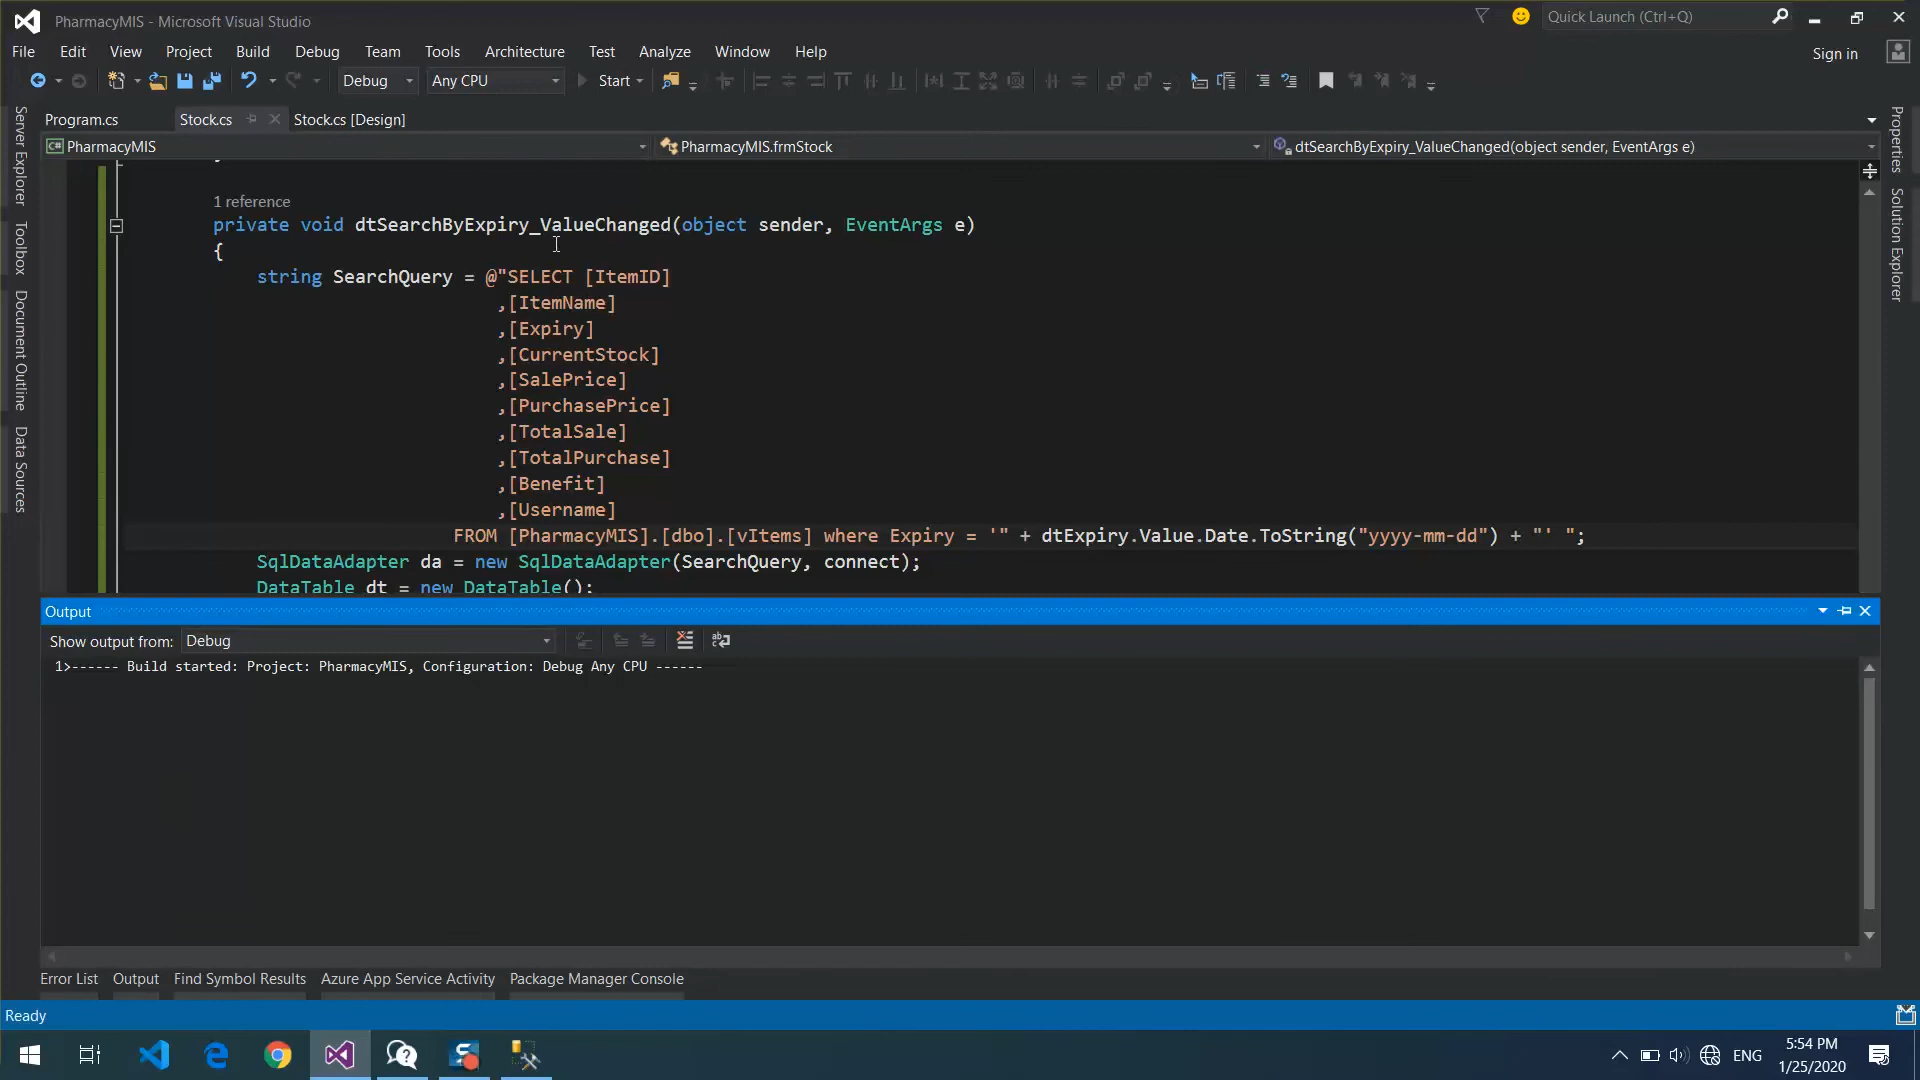 PharmacyMIS - Microsoft Visual Studio
Quick Launch (Ctrl+Q)
File Edit View Project Build Debug Team Tools Architecture Test Analyze Window Help
Sign in
Debug Any CPU Start
Program.cs Stock.cs Stock.cs [Design]
PharmacyMIS PharmacyMIS.frmStock dtSearchByExpiry_ValueChanged(object sender, EventArgs e)
Server Explorer
Toolbox
Document Outline
Data Sources
Properties
Solution Explorer
1 reference
private void dtSearchByExpiry_ValueChanged(object sender, EventArgs e)
{
string SearchQuery = @"SELECT [ItemID]
,[ItemName]
,[Expiry]
,[CurrentStock]
,[SalePrice]
,[PurchasePrice]
,[TotalSale]
,[TotalPurchase]
,[Benefit]
,[Username]
FROM [PharmacyMIS].[dbo].[vItems] where Expiry = '" + dtExpiry.Value.Date.ToString("yyyy-mm-dd") + "' ";
SqlDataAdapter da = new SqlDataAdapter(SearchQuery, connect);
DataTable dt = new DataTable();
Output
Show output from: Debug
1>------ Build started: Project: PharmacyMIS, Configuration: Debug Any CPU ------
Error List Output Find Symbol Results Azure App Service Activity Package Manager Console
Ready
ENG
5:54 PM
1/25/2020